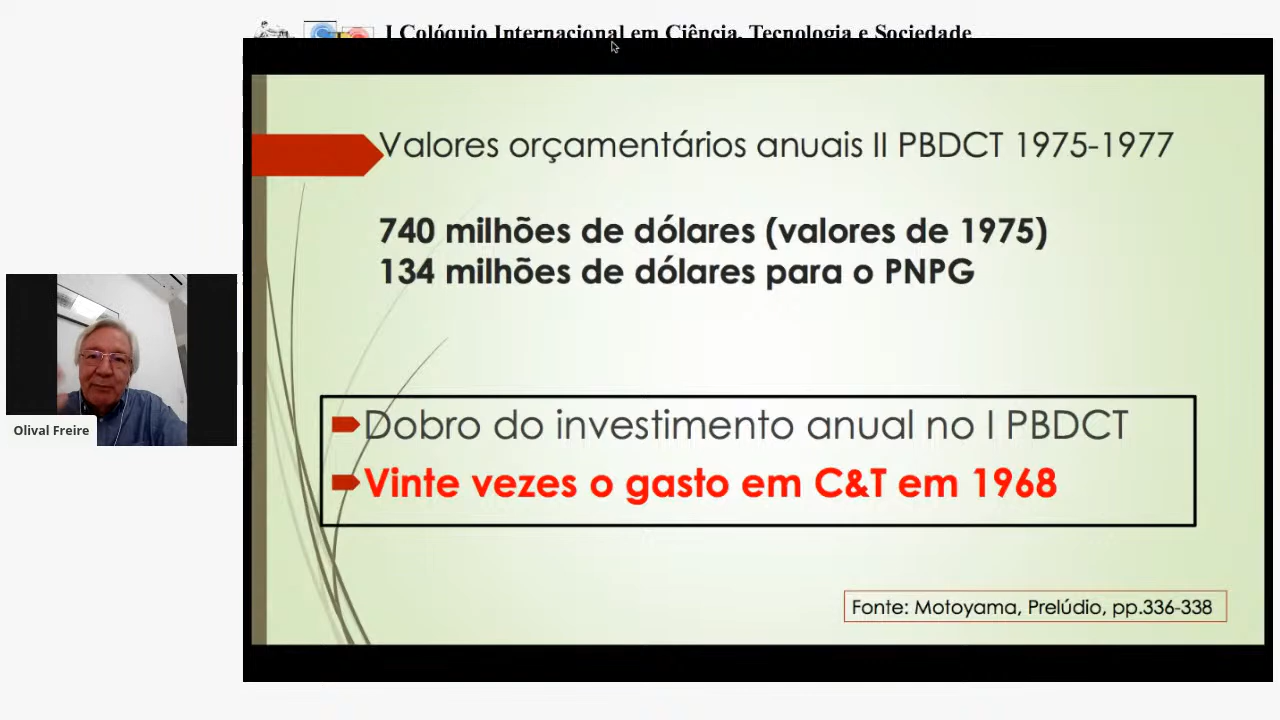 I Colóquio Internacional em Ciência, Tecnologia e Sociedade
Valores orçamentários anuais II PBDCT 1975-1977
740 milhões de dólares (valores de 1975)
134 milhões de dólares para o PNPG
Olival Freire
Dobro do investimento anual no I PBDCT
Vinte vezes o gasto em C&T em 1968
Fonte: Motoyama, Prelúdio, pp.336-338